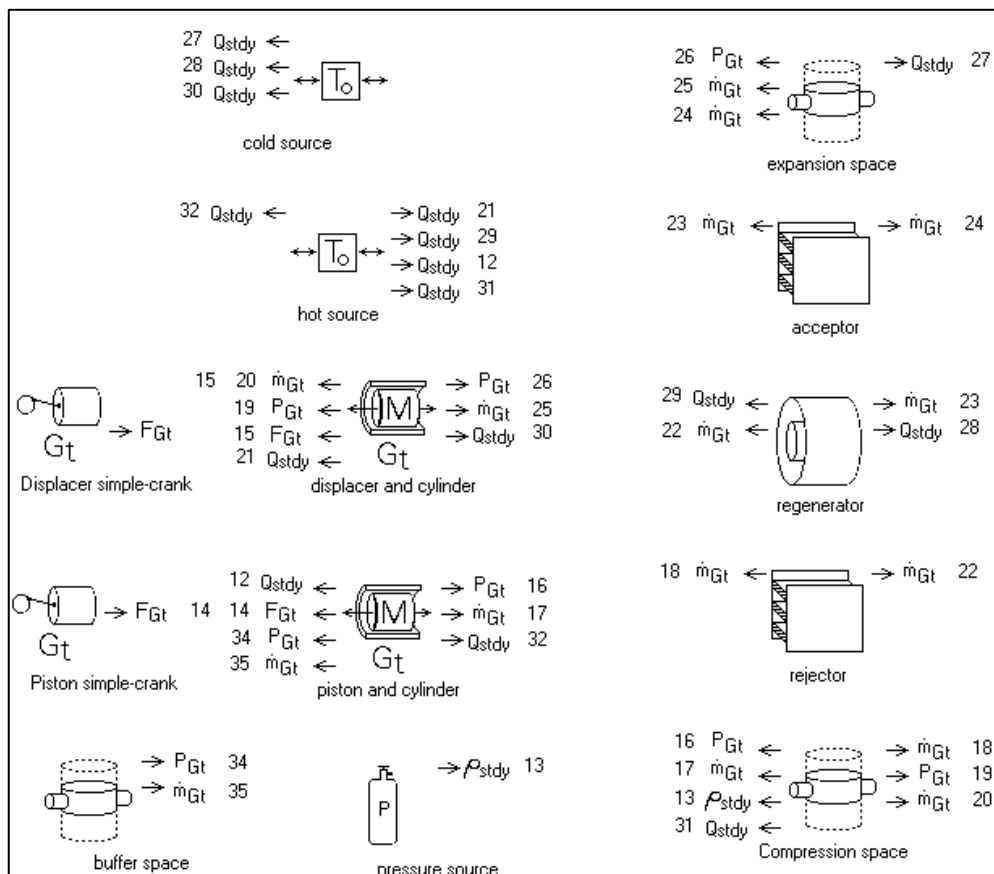 27 Qstdy
28 Qstdy
30 Qstdy
To
cold source
26 PGt
25 ṁGt
24 ṁGt
Qstdy 27
expansion space
32 Qstdy
To
Qstdy 21
Qstdy 29
Qstdy 12
Qstdy 31
hot source
23 ṁGt
ṁGt 24
acceptor
FGt 15
Gt
Displacer simple-crank
20 ṁGt
19 PGt
15 FGt
21 Qstdy
M
Gt
PGt 26
ṁGt 25
Qstdy 30
displacer and cylinder
29 Qstdy
22 ṁGt
ṁGt 23
Qstdy 28
regenerator
FGt 14
Gt
Piston simple-crank
12 Qstdy
14 FGt
34 PGt
35 ṁGt
M
Gt
PGt 16
ṁGt 17
Qstdy 32
piston and cylinder
18 ṁGt
ṁGt 22
rejector
PGt 34
ṁGt 35
buffer space
P
ρstdy 13
pressure source
16 PGt
17 ṁGt
13 ρstdy
31 Qstdy
ṁGt 18
PGt 19
ṁGt 20
Compression space